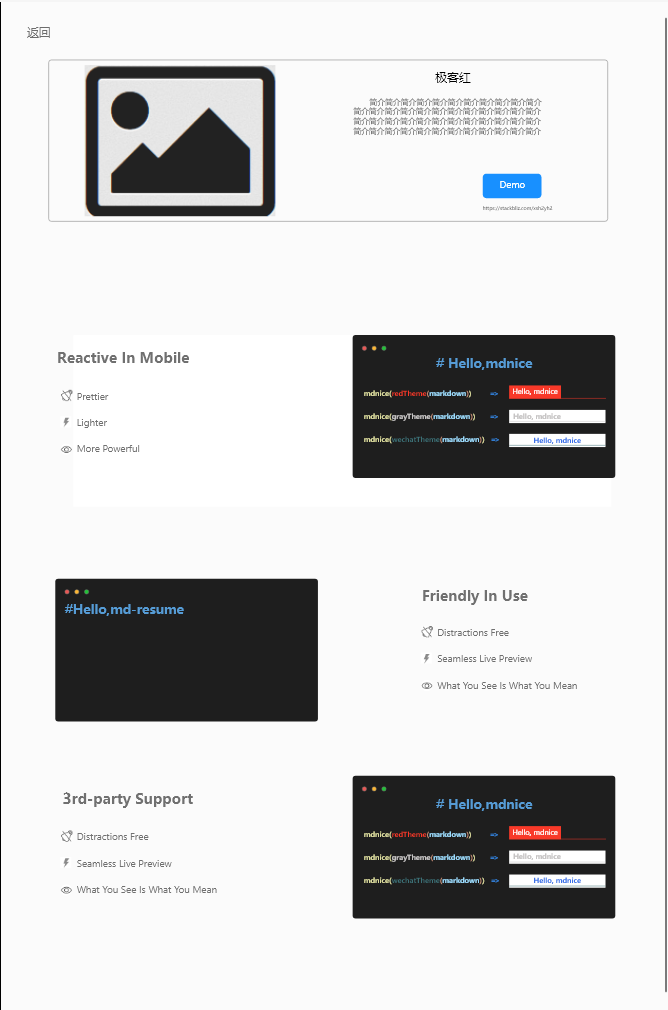 返回
极客红
简介简介简介简介简介简介简介简介简介简介简介
简介简介简介简介简介简介简介简介简介简介简介简介
简介简介简介简介简介简介简介简介简介简介简介简介
简介简介简介简介简介简介简介简介简介简介简介简介
Demo
Reactive In Mobile
Prettier
Lighter
More Powerful
# Hello,mdnice
mdnice(redTheme(markdown)) => Hello, mdnice
mdnice(grayTheme(markdown)) => Hello, mdnice
mdnice(wechatTheme(markdown)) => Hello, mdnice
#Hello,md-resume
Friendly In Use
Distractions Free
Seamless Live Preview
What You See Is What You Mean
3rd-party Support
Distractions Free
Seamless Live Preview
What You See Is What You Mean
# Hello,mdnice
mdnice(redTheme(markdown)) => Hello, mdnice
mdnice(grayTheme(markdown)) => Hello, mdnice
mdnice(wechatTheme(markdown)) => Hello, mdnice